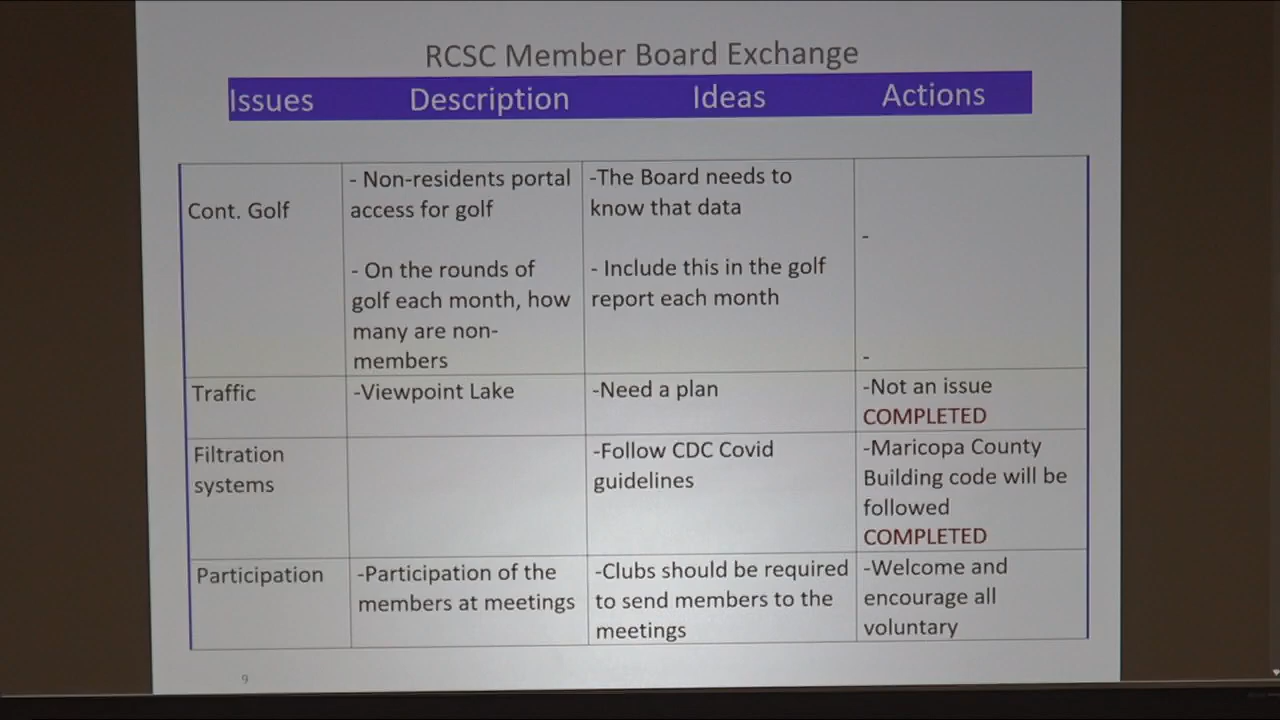 RCSC Member Board Exchange
Issues Description Ideas Actions
Cont. Golf
- Non-residents portal
access for golf
- On the rounds of
golf each month, how
many are non-
members
-The Board needs to
know that data
- Include this in the golf
report each month
-
-
Traffic
-Viewpoint Lake
-Need a plan
-Not an issue
COMPLETED
Filtration
systems
-Follow CDC Covid
guidelines
-Maricopa County
Building code will be
followed
COMPLETED
Participation
-Participation of the
members at meetings
-Clubs should be required
to send members to the
meetings
-Welcome and
encourage all
voluntary
9